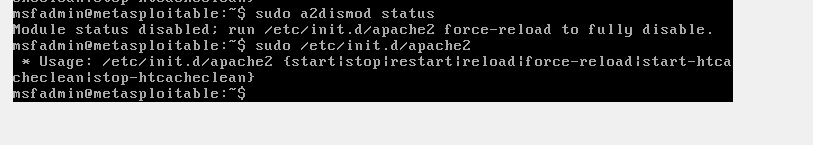 msfadmin@metasploitable:~$ sudo a2dismod status
Module status disabled; run /etc/init.d/apache2 force-reload to fully disable.
msfadmin@metasploitable:~$ sudo /etc/init.d/apache2
* Usage: /etc/init.d/apache2 {start|stop|restart|reload|force-reload|start-htca
checlean|stop-htcacheclean}
msfadmin@metasploitable:~$